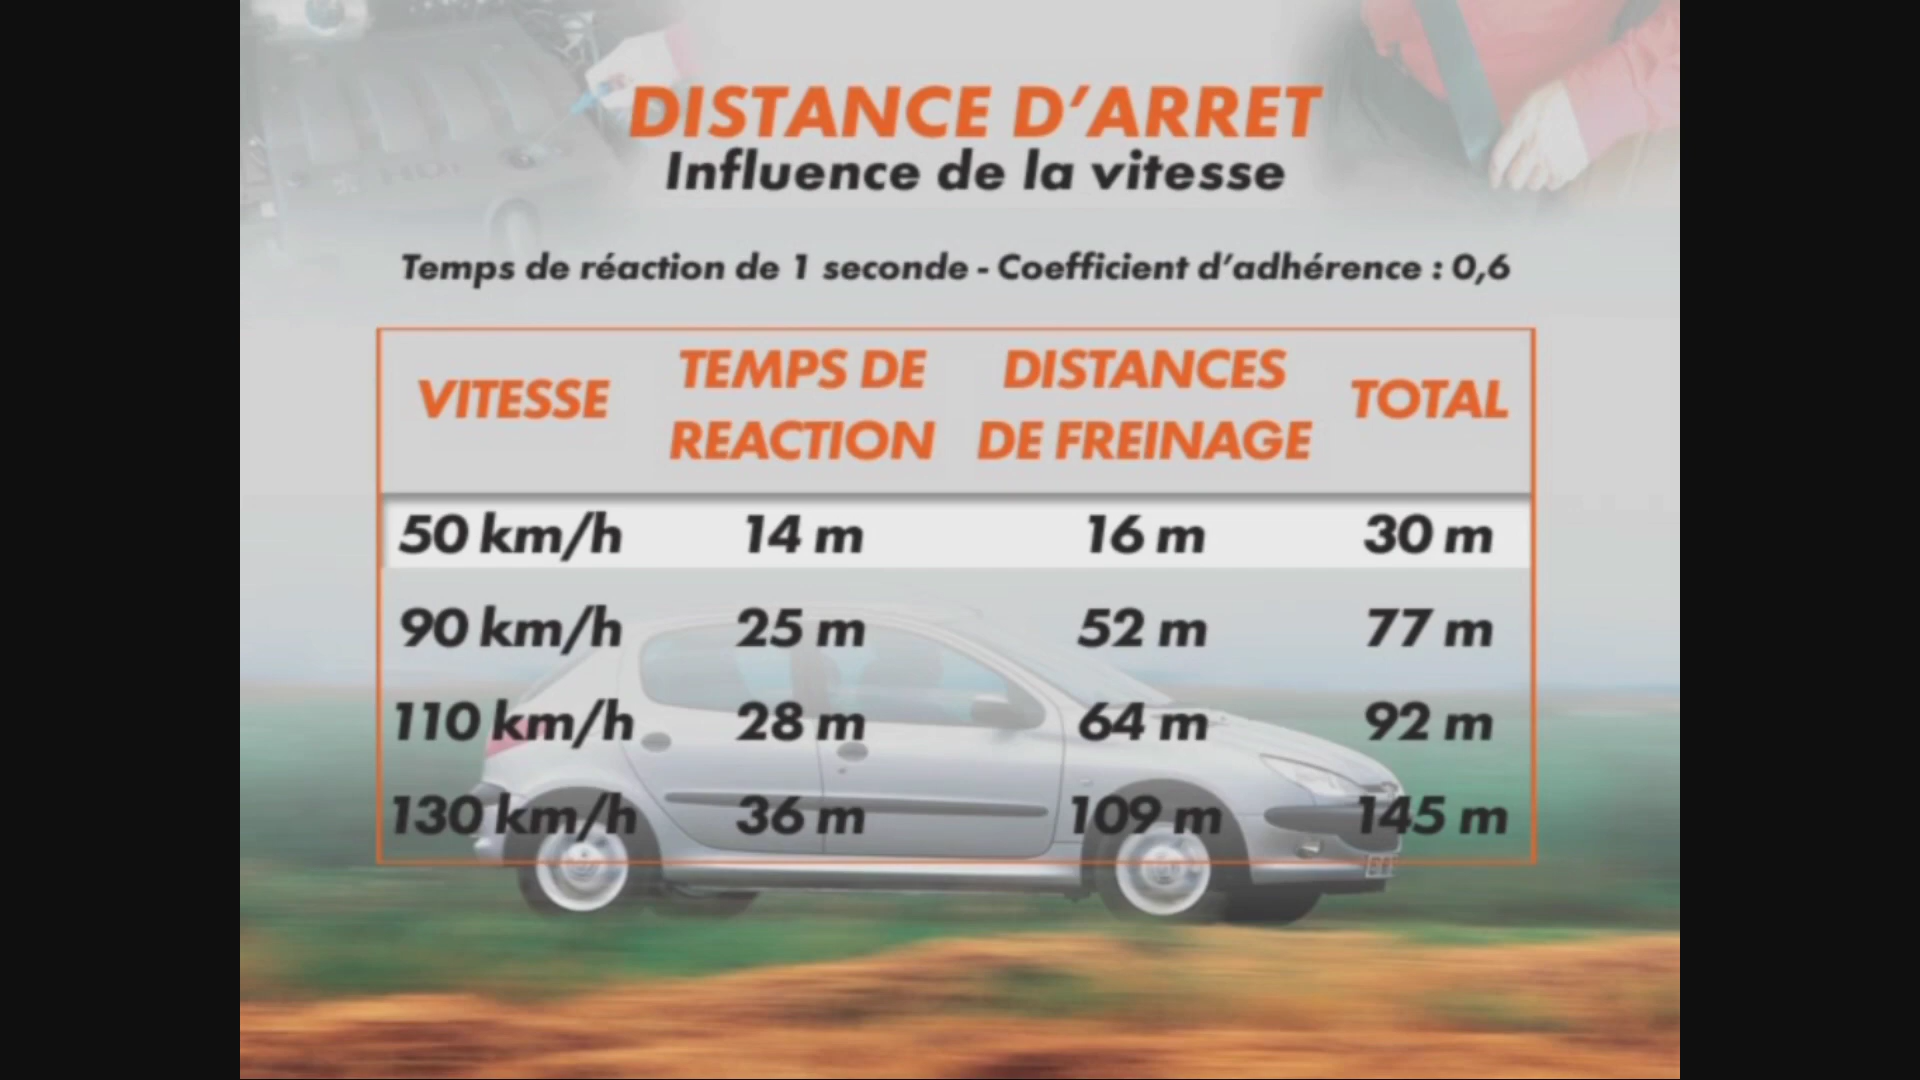 DISTANCE D'ARRET
Influence de la vitesse
Temps de réaction de 1 seconde - Coefficient d'adhérence : 0,6
VITESSE TEMPS DE REACTION DISTANCES DE FREINAGE TOTAL
50 km/h 14 m 16 m 30 m
90 km/h 25 m 52 m 77 m
110 km/h 28 m 64 m 92 m
130 km/h 36 m 109 m 145 m
HDI